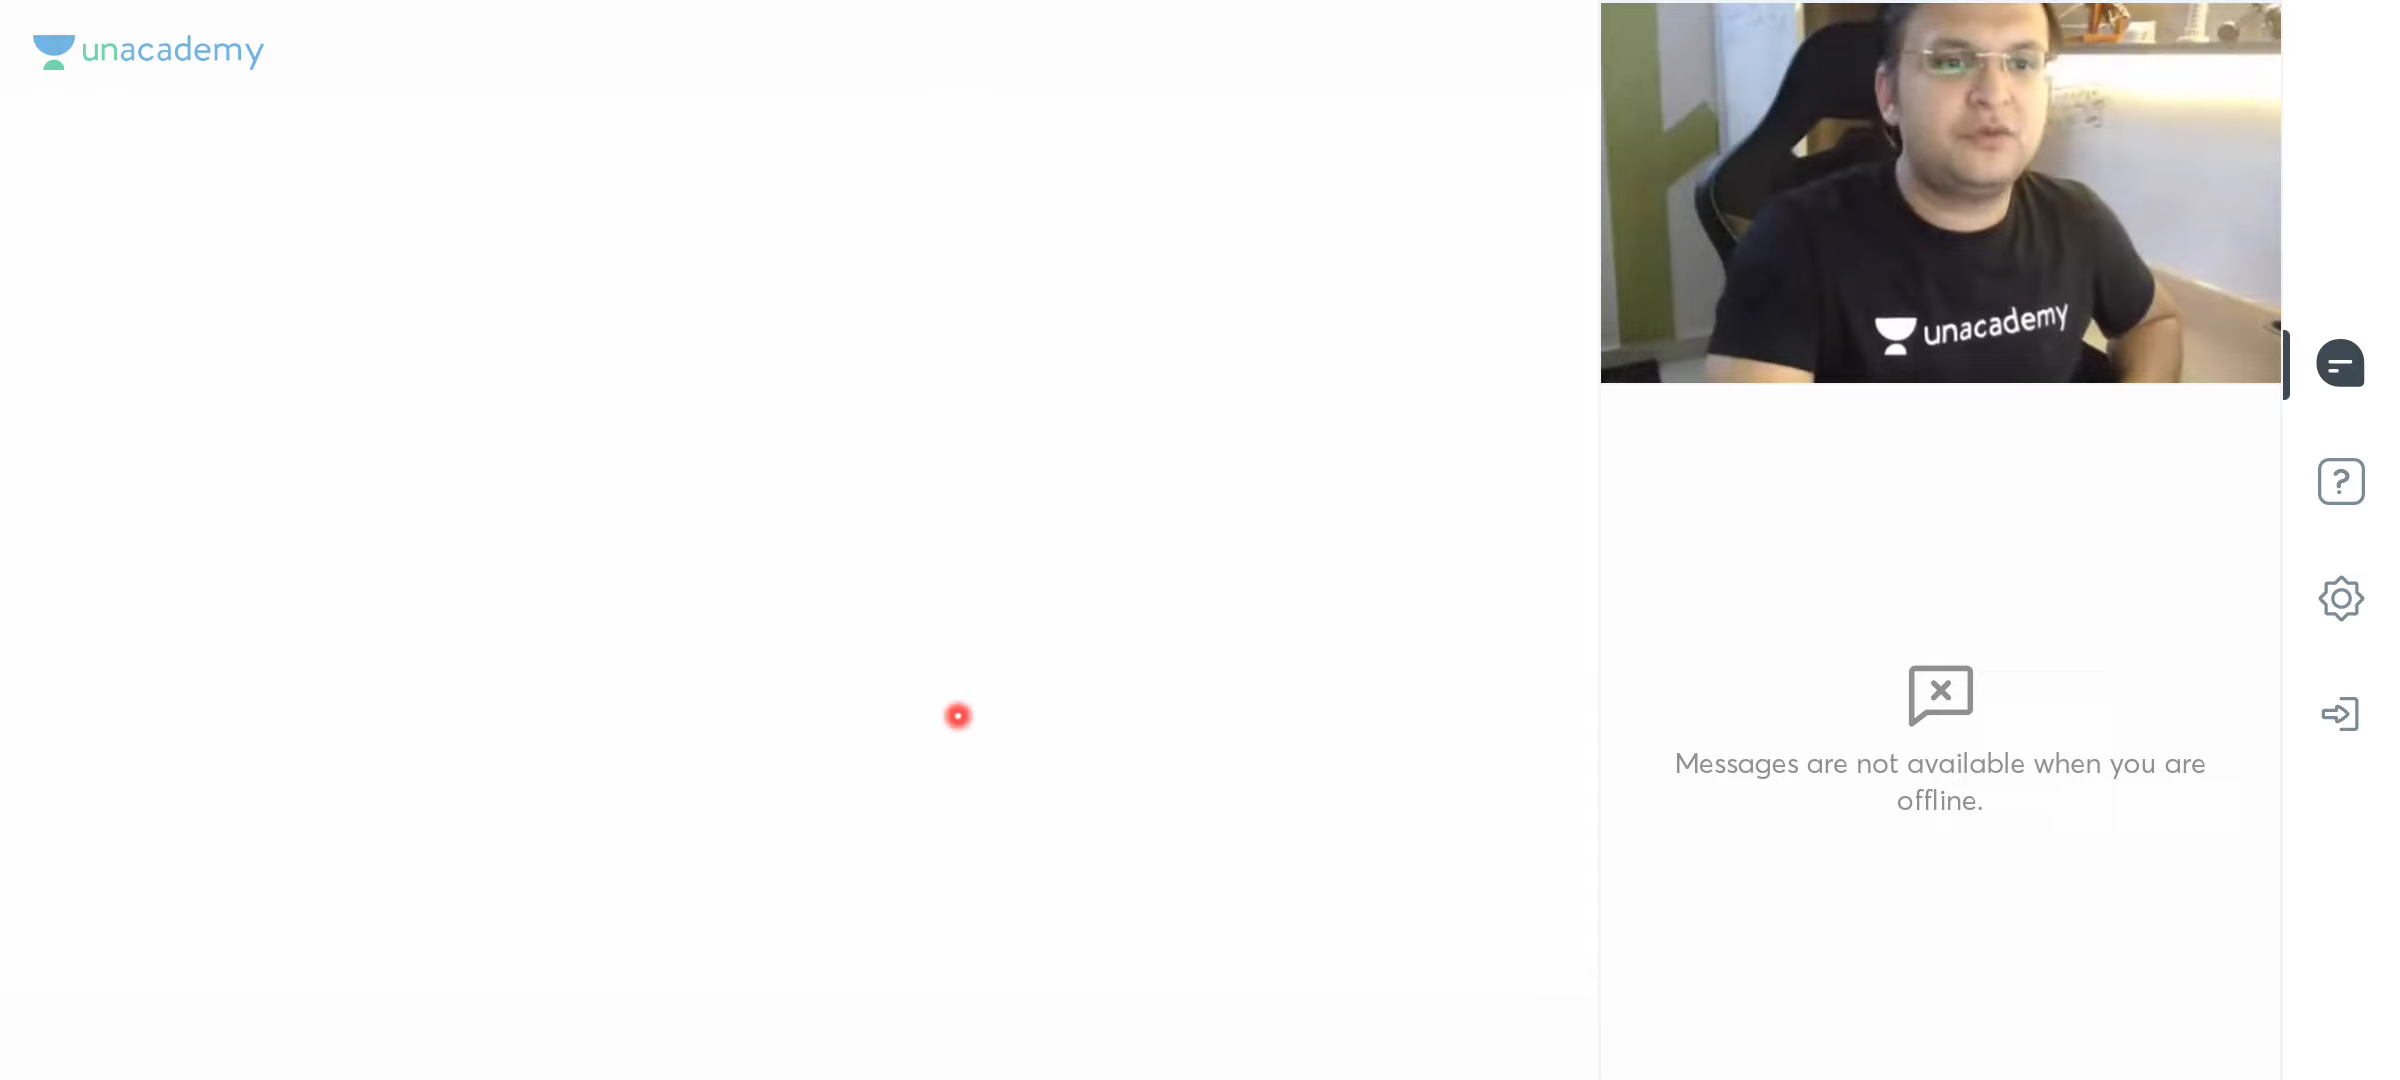 unacademy
unacademy
?
Messages are not available when you are
offline.